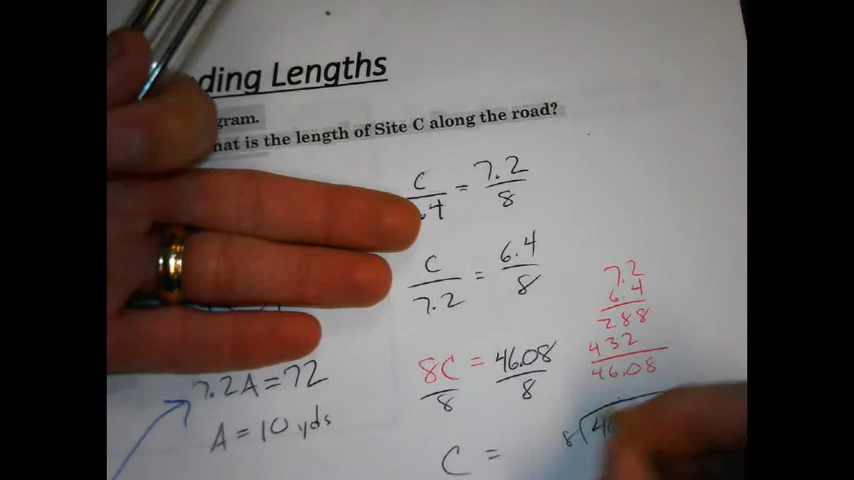 ding Lengths
gram.
hat is the length of Site C along the road?
C/.4 = 7.2/8
C/7.2 = 6.4/8
7.2
6.4
288
432
46.08
8C/8 = 46.08/8
7.2A = 72
A = 10 yds
C =
8